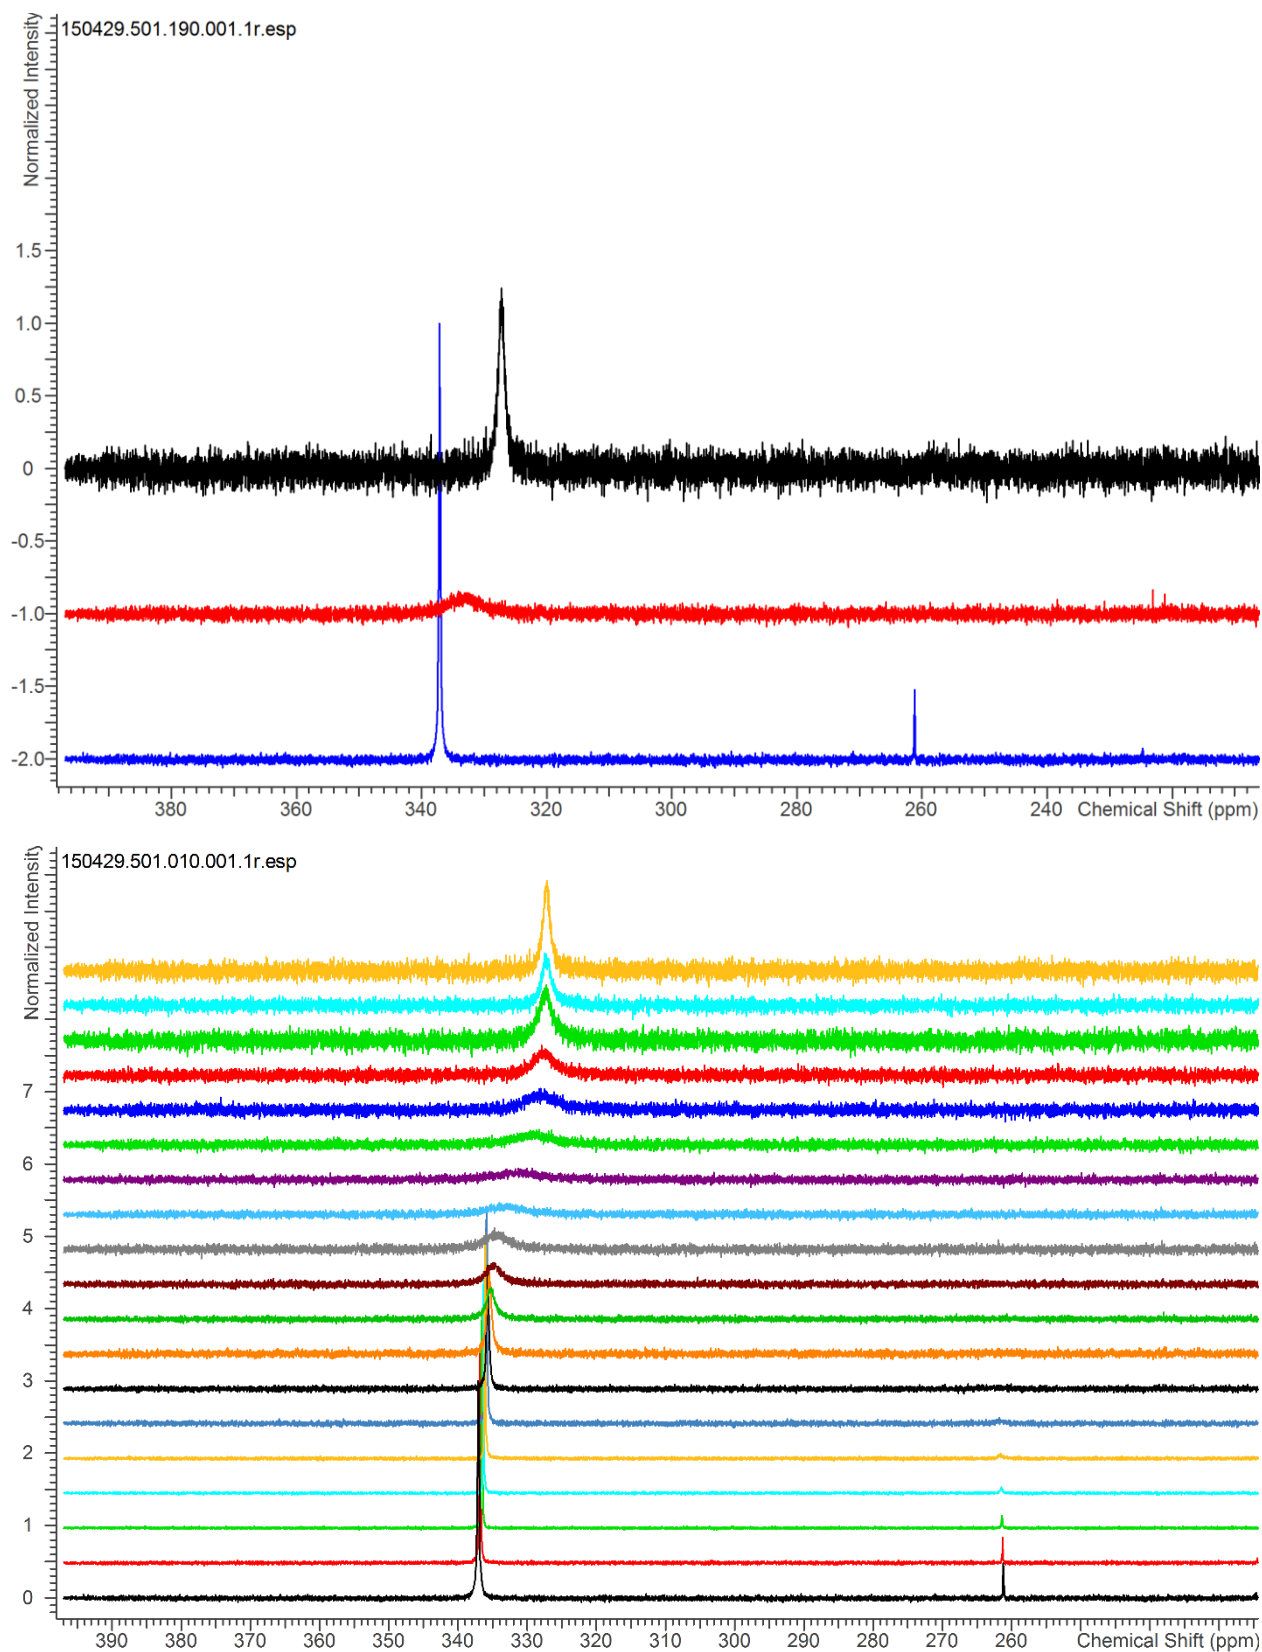 150429.501.190.001.1r.esp
Normalized Intensity
1.5
1.0
0.5
0
-0.5
-1.0
-1.5
-2.0
380 360 340 320 300 280 260 240 Chemical Shift (ppm)
150429.501.010.001.1r.esp
Normalized Intensity
7
6
5
4
3
2
1
0
390 380 370 360 350 340 330 320 310 300 290 280 270 260 Chemical Shift (ppm)